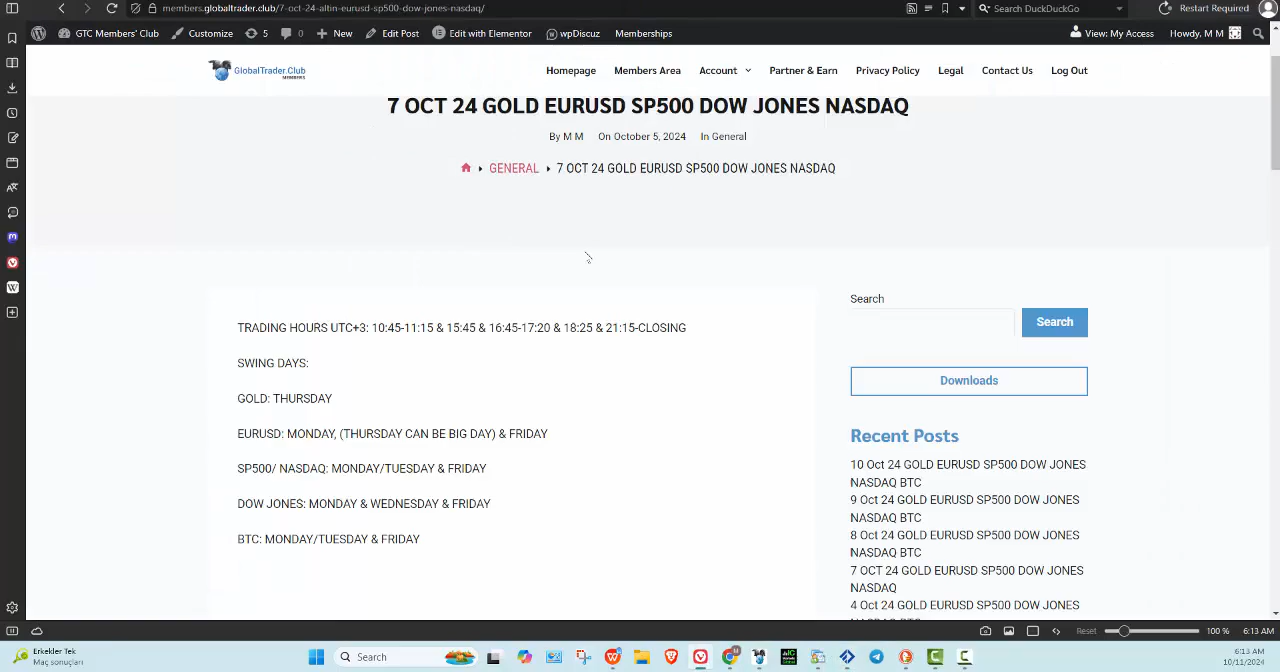 members.globaltrader.club/7-oct-24-altin-eurusd-sp500-dow-jones-nasdaq/
Search DuckDuckGo
Restart Required
GTC Members' Club
Customize
5
0
New
Edit Post
Edit with Elementor
wpDiscuz
Memberships
View: My Access
Howdy, M M
GlobalTrader.Club
MEMBERS
Homepage
Members Area
Account
Partner & Earn
Privacy Policy
Legal
Contact Us
Log Out
7 OCT 24 GOLD EURUSD SP500 DOW JONES NASDAQ
By M M On October 5, 2024 In General
GENERAL 7 OCT 24 GOLD EURUSD SP500 DOW JONES NASDAQ
TRADING HOURS UTC+3: 10:45-11:15 & 15:45 & 16:45-17:20 & 18:25 & 21:15-CLOSING
SWING DAYS:
GOLD: THURSDAY
EURUSD: MONDAY, (THURSDAY CAN BE BIG DAY) & FRIDAY
SP500/ NASDAQ: MONDAY/TUESDAY & FRIDAY
DOW JONES: MONDAY & WEDNESDAY & FRIDAY
BTC: MONDAY/TUESDAY & FRIDAY
Search
Search
Downloads
Recent Posts
10 Oct 24 GOLD EURUSD SP500 DOW JONES
NASDAQ BTC
9 Oct 24 GOLD EURUSD SP500 DOW JONES
NASDAQ BTC
8 Oct 24 GOLD EURUSD SP500 DOW JONES
NASDAQ BTC
7 OCT 24 GOLD EURUSD SP500 DOW JONES
NASDAQ
4 Oct 24 GOLD EURUSD SP500 DOW JONES
Reset
100 %
6:13 AM
Erkekler Tek
Maç sonuçları
Search
6:13 AM
10/11/2024